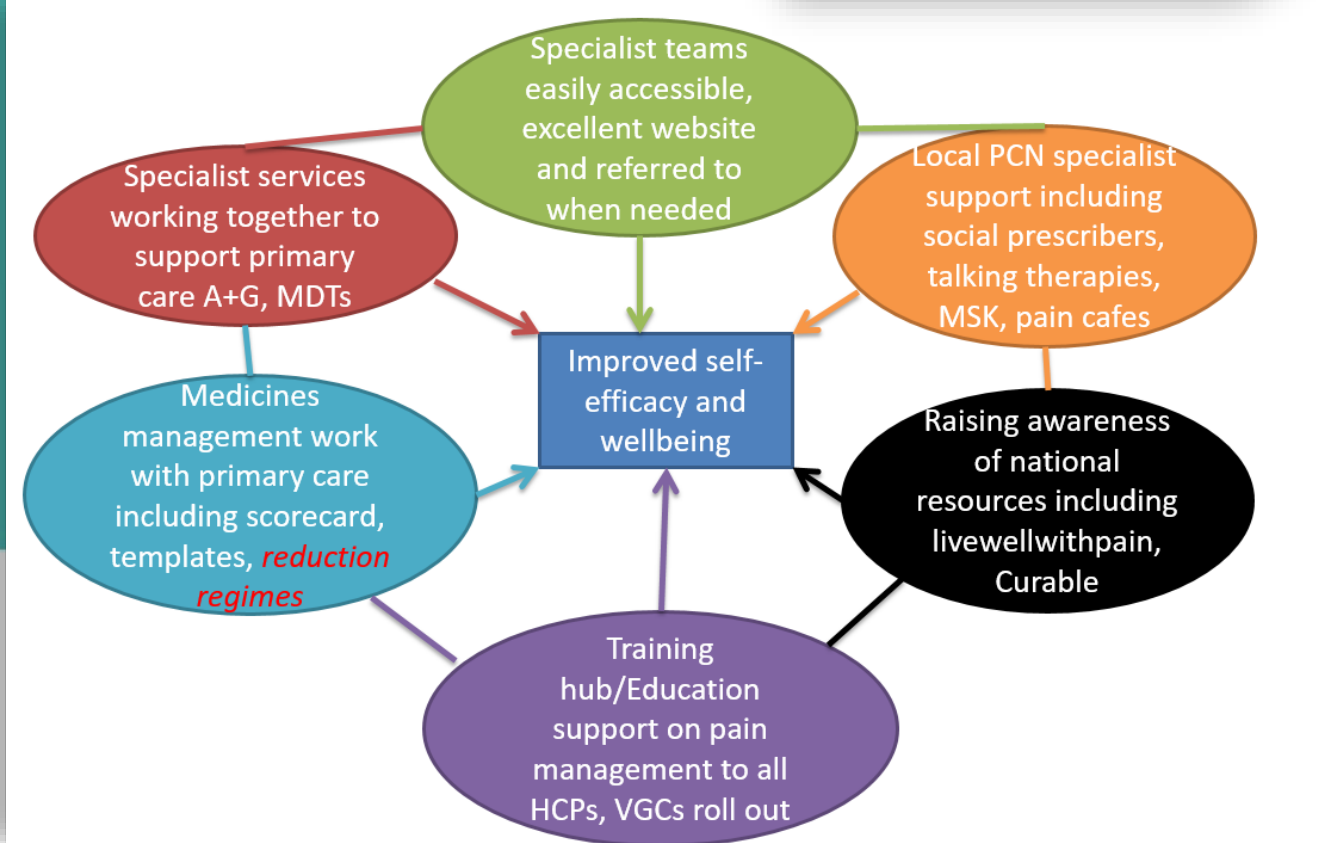 Specialist teams
easily accessible,
excellent website
and referred to
when needed
Specialist services
working together to
support primary
care A+G, MDTs
Local PCN specialist
support including
social prescribers,
talking therapies,
MSK, pain cafes
Improved self-
efficacy and
wellbeing
Medicines
management work
with primary care
including scorecard,
templates, reduction
regimes
Raising awareness
of national
resources including
livewellwithpain,
Curable
Training
hub/Education
support on pain
management to all
HCPs, VGCs roll out